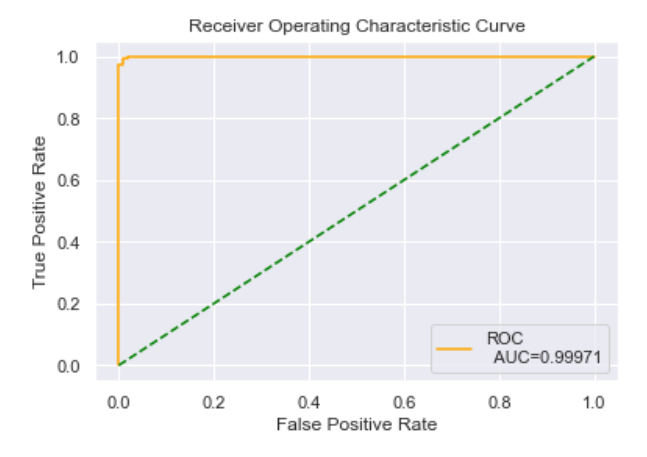 Receiver Operating Characteristic Curve
1.0
0.8
0.6
0.4
0.2
0.0
True Positive Rate
ROC
AUC=0.99971
0.0 0.2 0.4 0.6 0.8 1.0
False Positive Rate